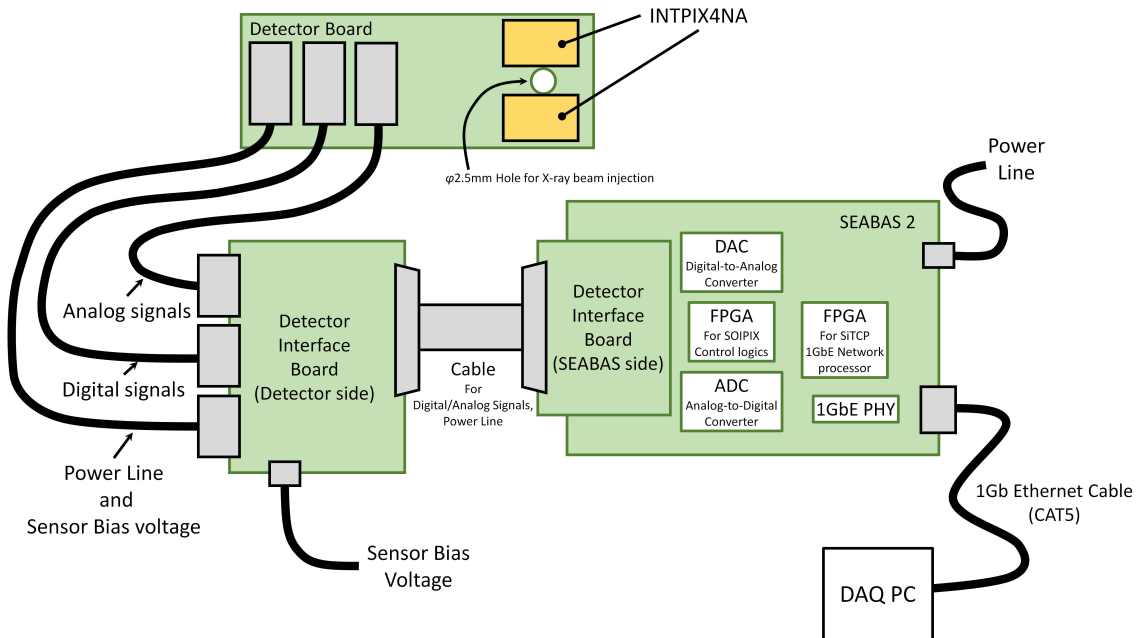 Detector Board
INTPIX4NA
φ2.5mm Hole for X-ray beam injection
Power
Line
SEABAS 2
DAC
Digital-to-Analog
Converter
FPGA
For SOIPIX
Control logics
FPGA
For SiTCP
1GbE Network
processor
ADC
Analog-to-Digital
Converter
1GbE PHY
Detector
Interface
Board
(SEABAS side)
Detector
Interface
Board
(Detector side)
Cable
For
Digital/Analog Signals,
Power Line
Analog signals
Digital signals
Power Line
and
Sensor Bias voltage
Sensor Bias
Voltage
1Gb Ethernet Cable
(CAT5)
DAQ PC